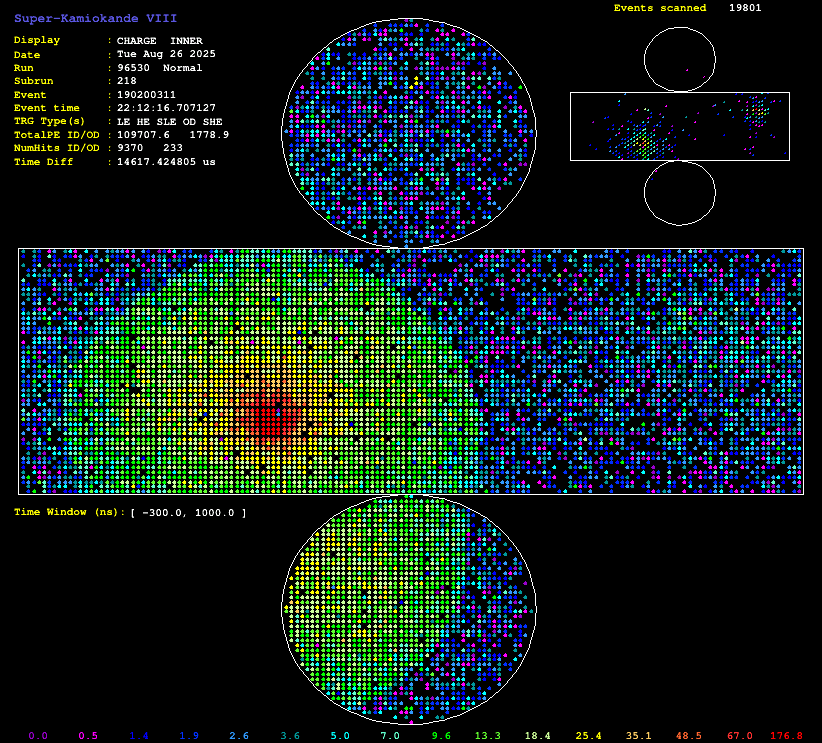 Super-Kamiokande VIII
Events scanned 19801
Display : CHARGE INNER
Date : Tue Aug 26 2025
Run : 96530 Normal
Subrun : 218
Event : 190200311
Event time : 22:12:16.707127
TRG Type(s) : LE HE SLE OD SHE
TotalPE ID/OD : 109707.6 1778.9
NumHits ID/OD : 9370 233
Time Diff : 14617.424805 us
Time Window (ns): [ -300.0, 1000.0 ]
0.0 0.5 1.4 1.9 2.6 3.6 5.0 7.0 9.6 13.3 18.4 25.4 35.1 48.5 67.0 176.8